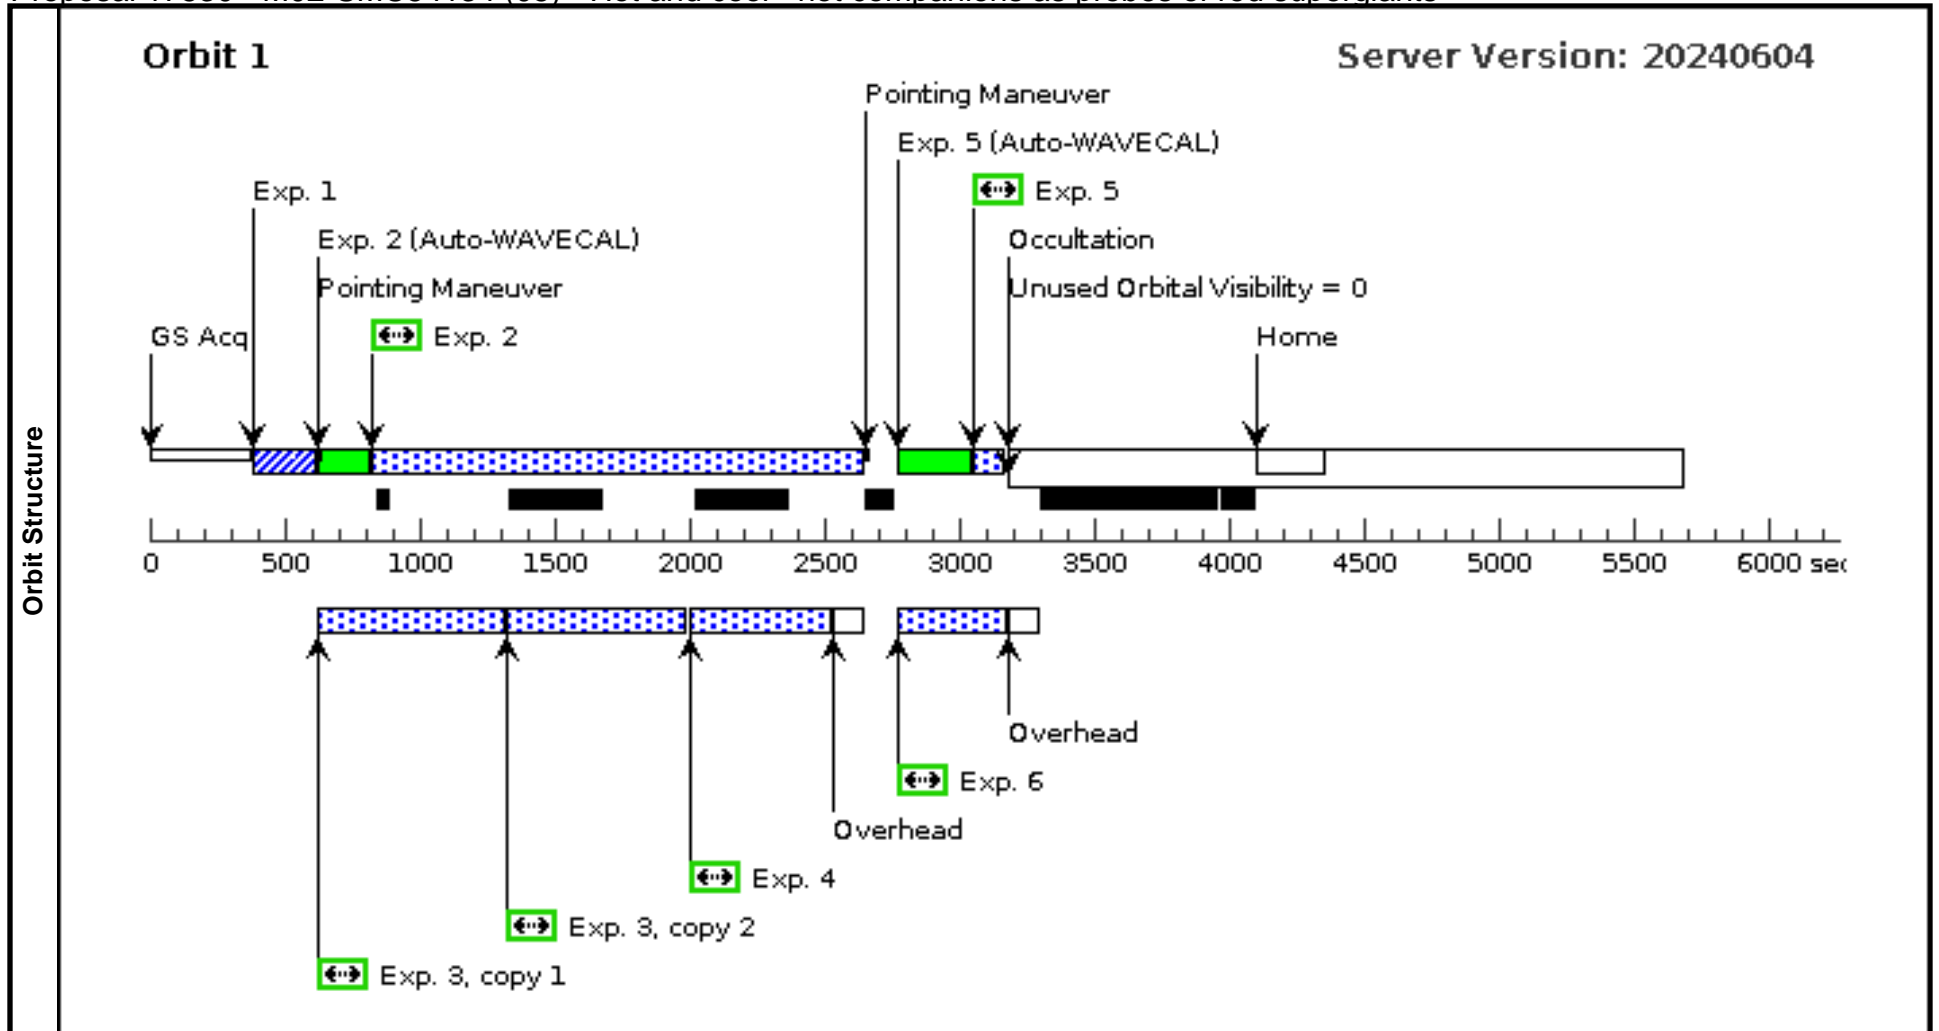 Orbit 1
Server Version: 20240604
Pointing Maneuver
Exp. 5 (Auto-WAVECAL)
Exp. 1
Exp. 5
Exp. 2 (Auto-WAVECAL)
Occultation
Pointing Maneuver
Unused Orbital Visibility = 0
GS Acq
Exp. 2
Home
Orbit Structure
0 500 1000 1500 2000 2500 3000 3500 4000 4500 5000 5500 6000 sec
Overhead
Exp. 6
Overhead
Exp. 4
Exp. 3, copy 2
Exp. 3, copy 1